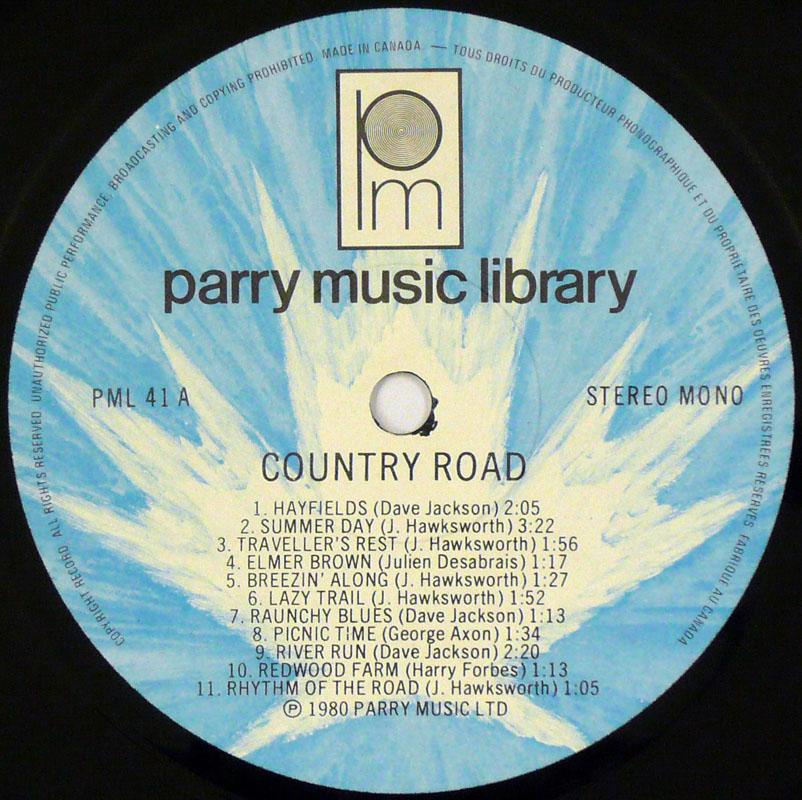 COPYRIGHT RECORD ALL RIGHTS RESERVED UNAUTHORIZED PUBLIC PERFORMANCE, BROADCASTING AND COPYING PROHIBITED MADE IN CANADA — TOUS DROITS DU PRODUCTEUR PHONOGRAPHIQUE ET DU PROPRIÉTAIRE DES OEUVRES ENREGISTREES RESERVES FABRIQUE AU CANADA
pm
parry music library
PML 41 A
STEREO MONO
COUNTRY ROAD
1. HAYFIELDS (Dave Jackson) 2:05
2. SUMMER DAY (J. Hawksworth) 3:22
3. TRAVELLER'S REST (J. Hawksworth) 1:56
4. ELMER BROWN (Julien Desabrais) 1:17
5. BREEZIN' ALONG (J. Hawksworth) 1:27
6. LAZY TRAIL (J. Hawksworth) 1:52
7. RAUNCHY BLUES (Dave Jackson) 1:13
8. PICNIC TIME (George Axon) 1:34
9. RIVER RUN (Dave Jackson) 2:20
10. REDWOOD FARM (Harry Forbes) 1:13
11. RHYTHM OF THE ROAD (J. Hawksworth) 1:05
℗ 1980 PARRY MUSIC LTD